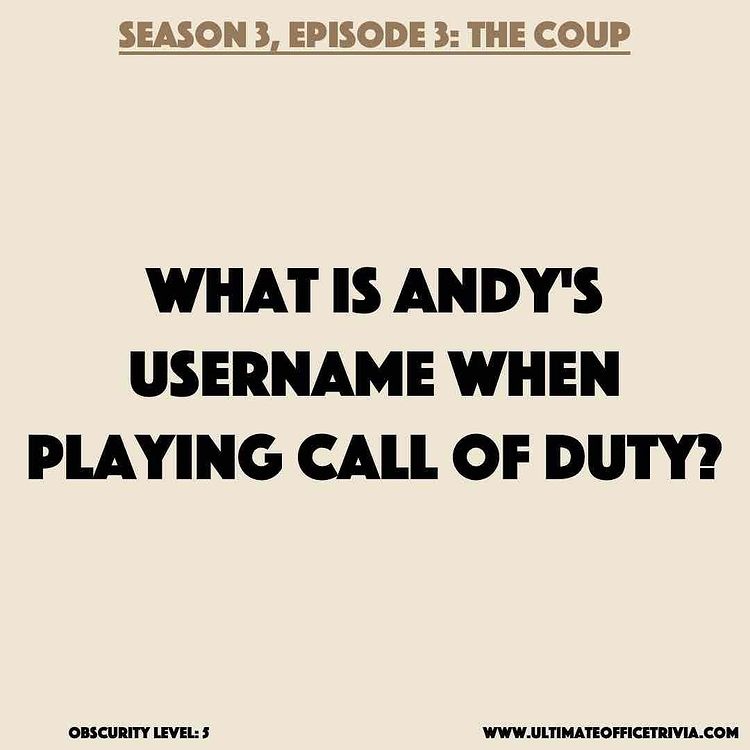 SEASON 3, EPISODE 3: THE COUP
WHAT IS ANDY'S
USERNAME WHEN
PLAYING CALL OF DUTY?
OBSCURITY LEVEL: 5
WWW.ULTIMATEOFFICETRIVIA.COM